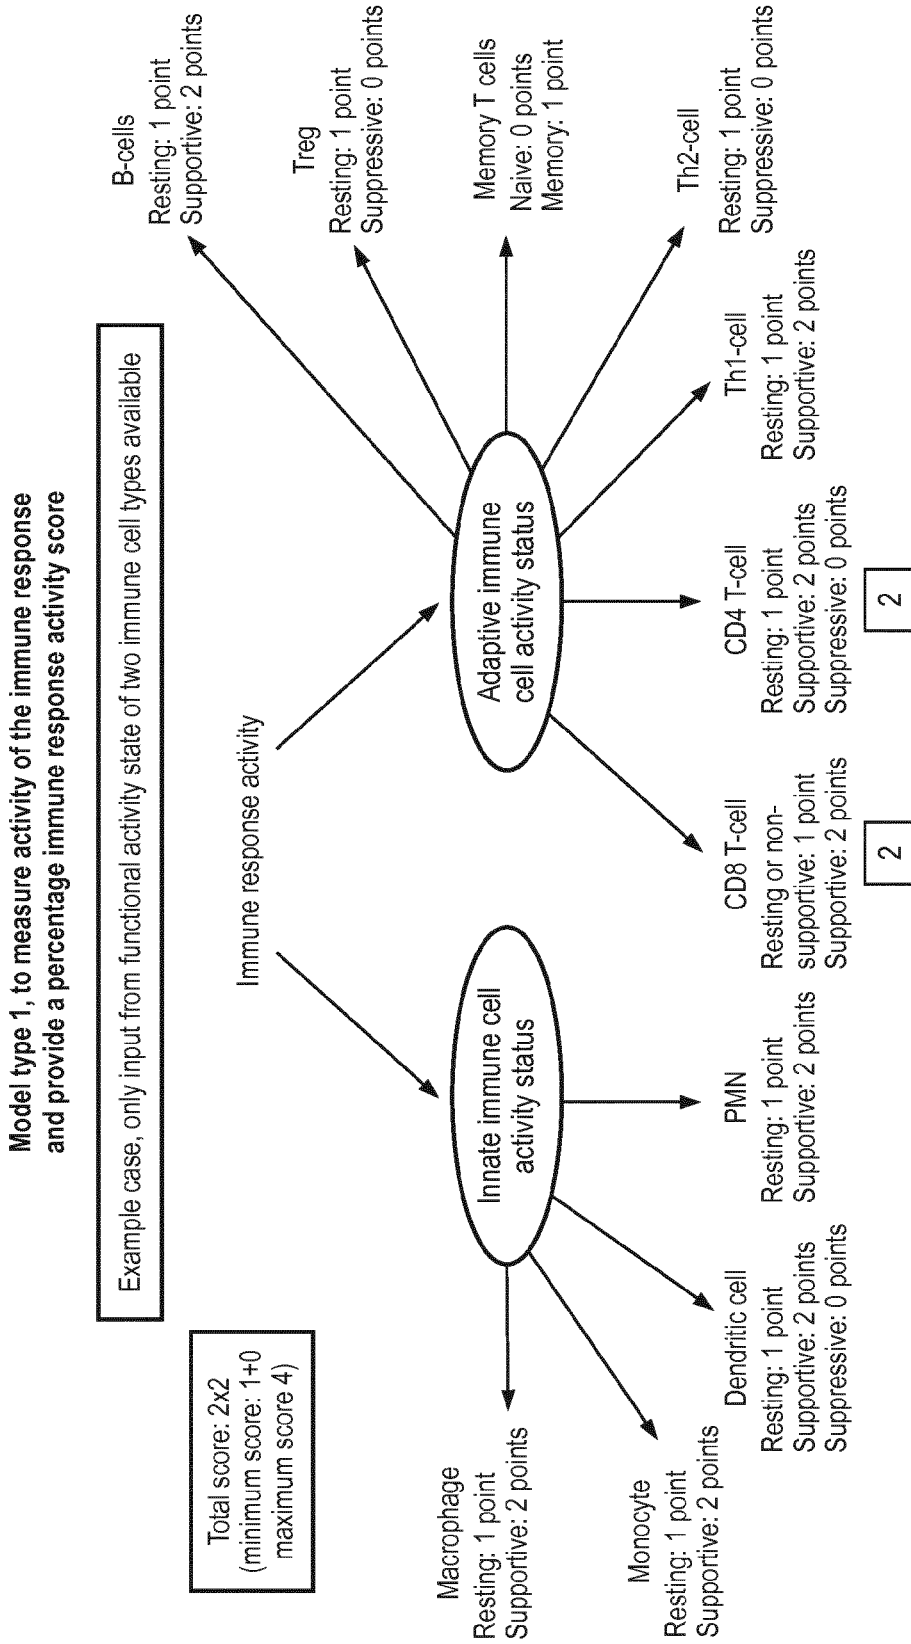 Model type 1, to measure activity of the immune response
and provide a percentage immune response activity score
Example case, only input from functional activity state of two immune cell types available
Total score: 2x2
(minimum score: 1+0
maximum score 4)
Immune response activity
Innate immune cell
activity status
Adaptive immune
cell activity status
Macrophage
Resting: 1 point
Supportive: 2 points
Monocyte
Resting: 1 point
Supportive: 2 points
Dendritic cell
Resting: 1 point
Supportive: 2 points
Suppressive: 0 points
PMN
Resting: 1 point
Supportive: 2 points
CD8 T-cell
Resting or non-
supportive: 1 point
Supportive: 2 points
2
CD4 T-cell
Resting: 1 point
Supportive: 2 points
Suppressive: 0 points
2
Th1-cell
Resting: 1 point
Supportive: 2 points
Th2-cell
Resting: 1 point
Suppressive: 0 points
Memory T cells
Naive: 0 points
Memory: 1 point
Treg
Resting: 1 point
Suppressive: 0 points
B-cells
Resting: 1 point
Supportive: 2 points